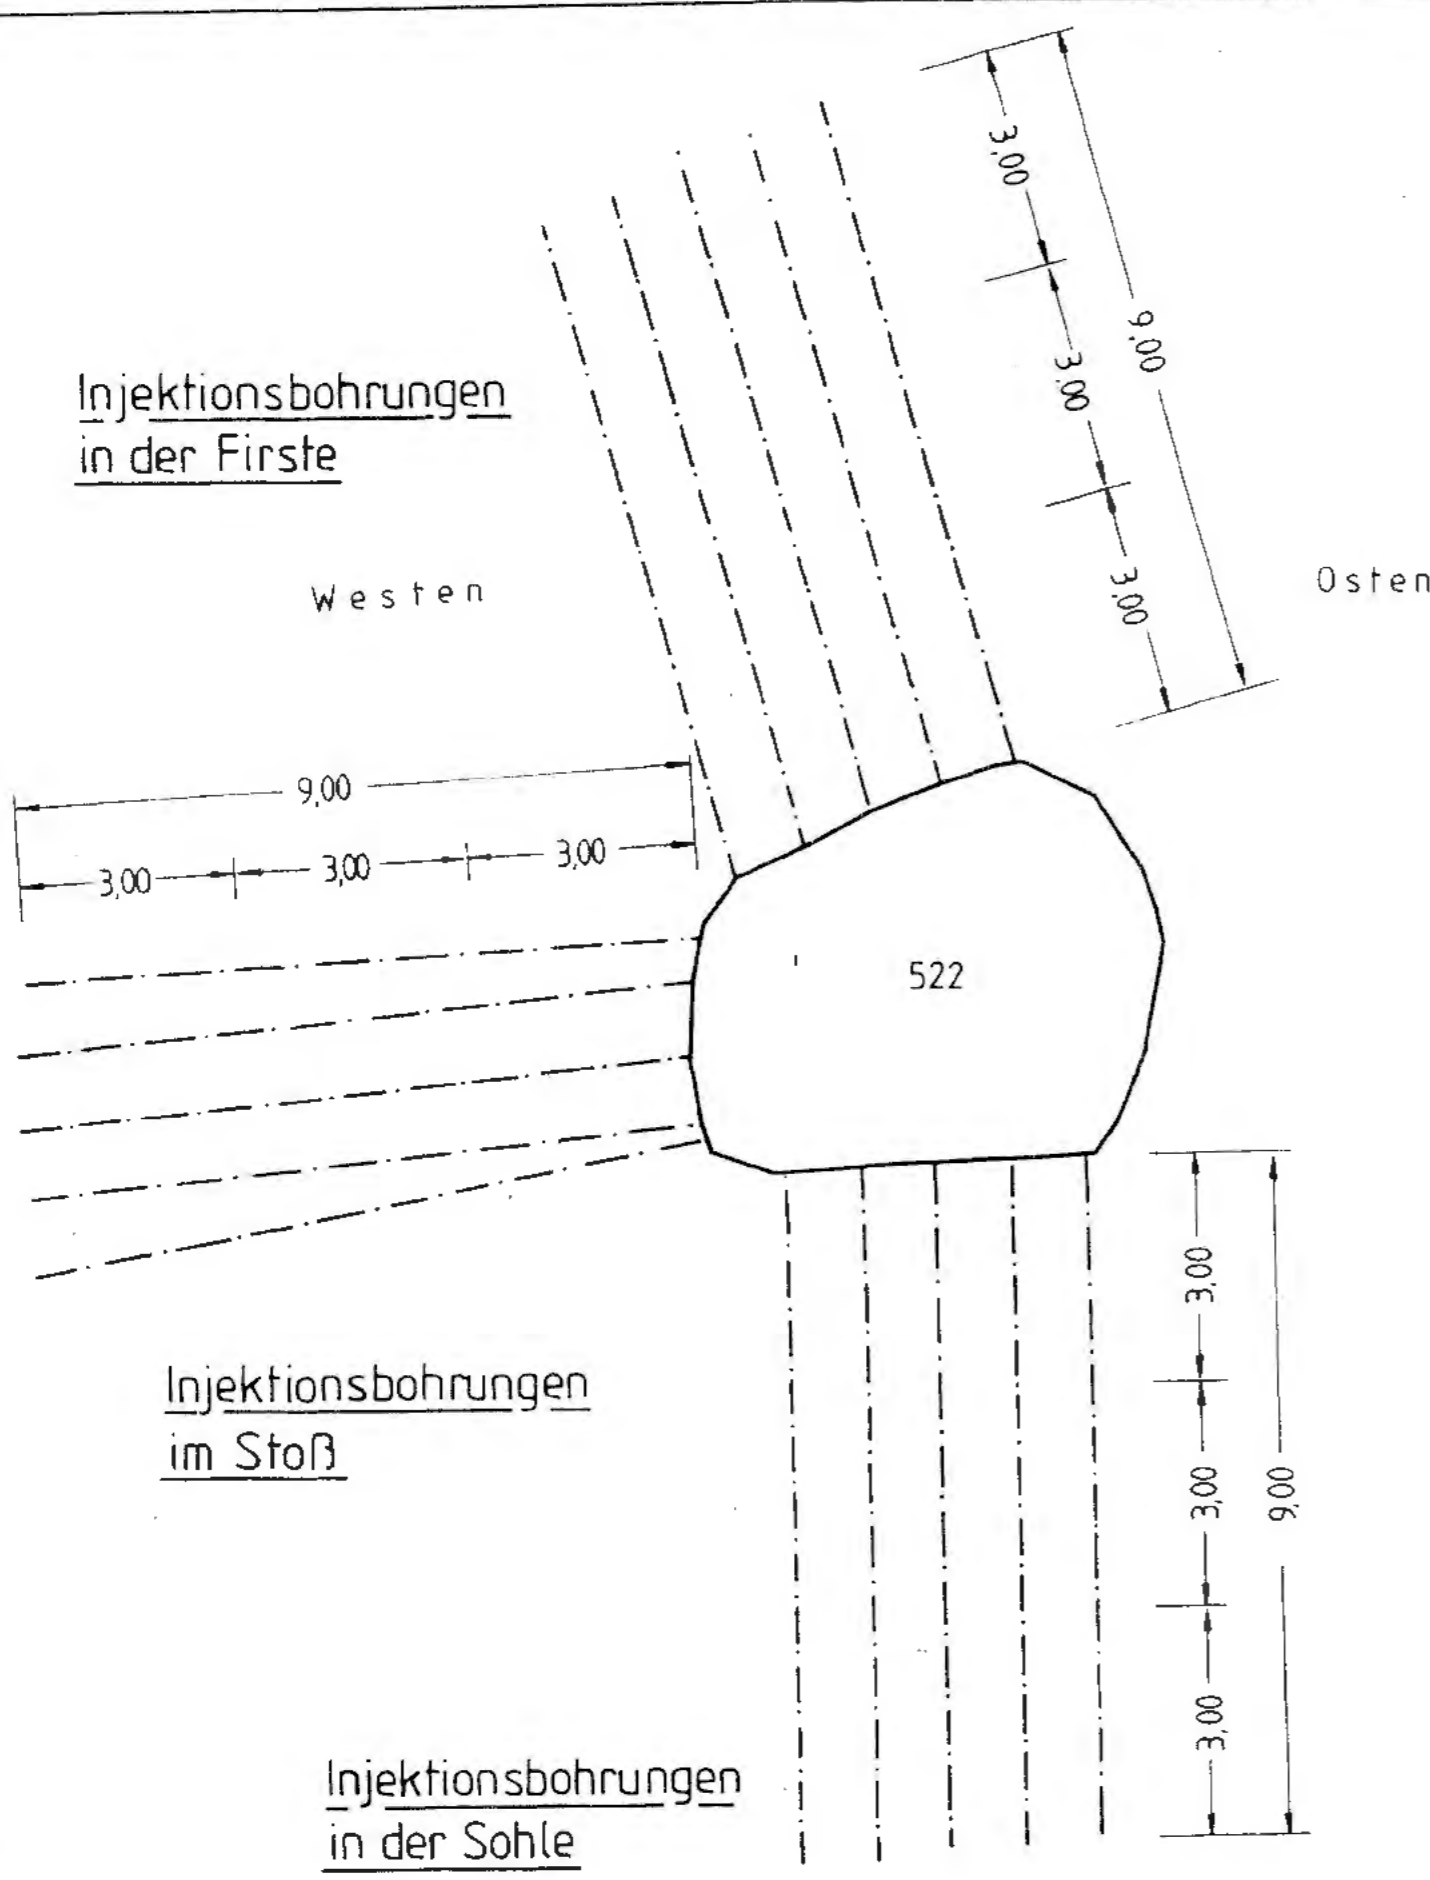 3,00
3,00
9,00
3,00
Injektionsbohrungen
in der Firste
Westen
Osten
9,00
3,00
3,00
3,00
522
3,00
3,00
9,00
3,00
Injektionsbohrungen
im Stoß
Injektionsbohrungen
in der Sohle